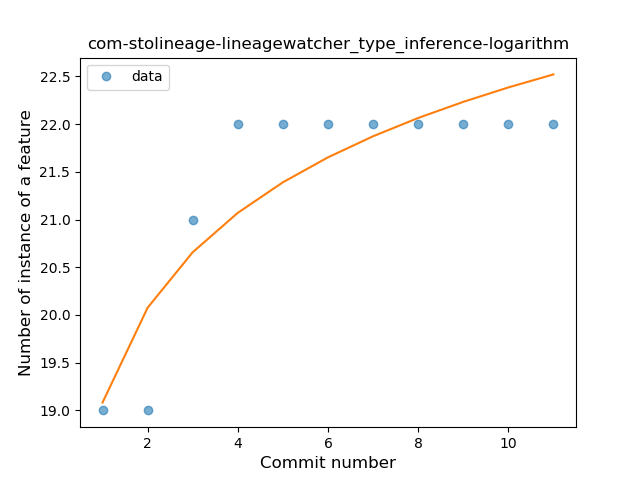 com-stolineage-lineagewatcher_type_inference-logarithm
data
22.5
22.0
21.5
21.0
20.5
20.0
19.5
19.0
Number of instance of a feature
2 4 6 8 10
Commit number